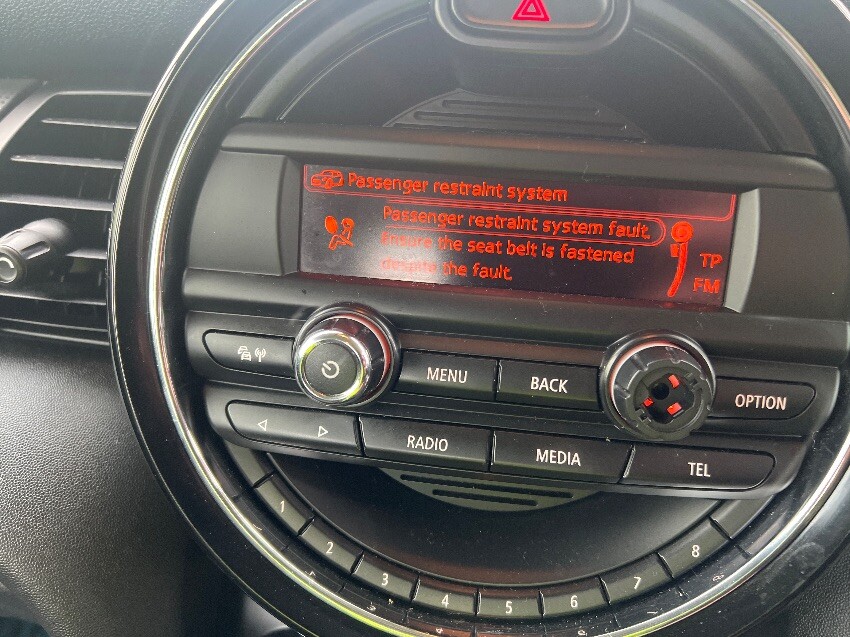 Passenger restraint system
Passenger restraint system fault.
Ensure the seat belt is fastened
despite the fault.
TP
FM
MENU
BACK
OPTION
RADIO
MEDIA
TEL
1
2
3
4
5
6
7
8